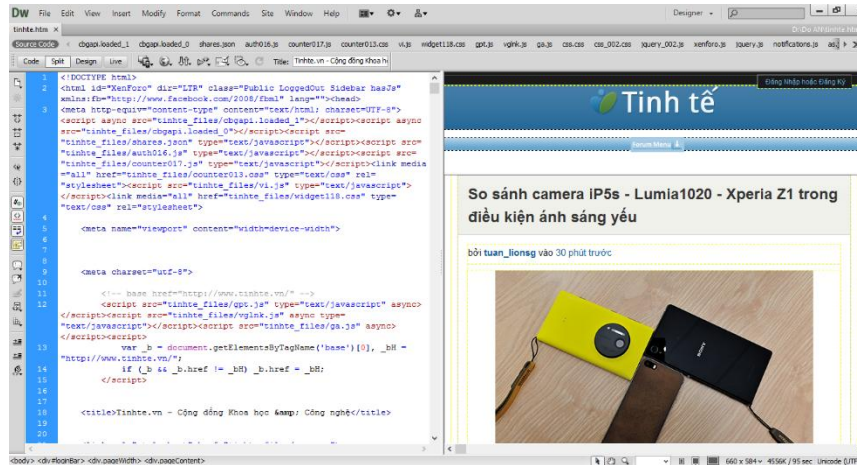 Dw File Edit View Insert Modify Format Commands Site Window Help Designer
tinhte.htm ×
Source Code cbgapi.loaded_1 cbgapi.loaded_0 shares.json auth016.js counter017.js counter013.css vi.js widget118.css gpt.js vglnk.js ga.js css.css css_002.css jquery_002.js xenforo.js jquery.js notifications.js
Code Split Design Live Title: Tinhte.vn - Cộng đồng Khoa h
1 <!DOCTYPE html>
2 <html id="XenForo" dir="LTR" class="Public LoggedOut Sidebar hasJs"
xmlns:fb="http://www.facebook.com/2008/fbml" lang=""><head>
3 <meta http-equiv="content-type" content="text/html; charset=UTF-8">
<script async src="tinhte_files/cbgapi.loaded_1"></script><script async
src="tinhte_files/cbgapi.loaded_0"></script><script src=
"tinhte_files/shares.json" type="text/javascript"></script><script src=
"tinhte_files/auth016.js" type="text/javascript"></script><script src=
"tinhte_files/counter017.js" type="text/javascript"></script><link media
="all" href="tinhte_files/counter013.css" type="text/css" rel=
"stylesheet"><script src="tinhte_files/vi.js" type="text/javascript">
</script><link media="all" href="tinhte_files/widget118.css" type=
"text/css" rel="stylesheet">
4
5 <meta name="viewport" content="width=device-width">
6
7
8
9 <meta charset="utf-8">
10
11 <!-- base href="http://www.tinhte.vn/" -->
12 <script src="tinhte_files/gpt.js" type="text/javascript" async>
</script><script src="tinhte_files/vglnk.js" async type=
"text/javascript"></script><script src="tinhte_files/ga.js" async>
</script><script>
13 var _b = document.getElementsByTagName('base')[0], _bH =
"http://www.tinhte.vn/";
14 if (_b && _b.href != _bH) _b.href = _bH;
15 </script>
16
17
18 <title>Tinhte.vn - Cộng đồng Khoa học &amp; Công nghệ</title>
19
20
Đăng Nhập hoặc Đăng Ký
Tinh tế
Forum Menu
So sánh camera iP5s - Lumia1020 - Xperia Z1 trong
điều kiện ánh sáng yếu
bởi tuan_lionsg vào 30 phút trước
SONY
<body> <div#loginBar> <div.pageWidth> <div.pageContent> 660 x 584 4556K / 95 sec Unicode (UTF